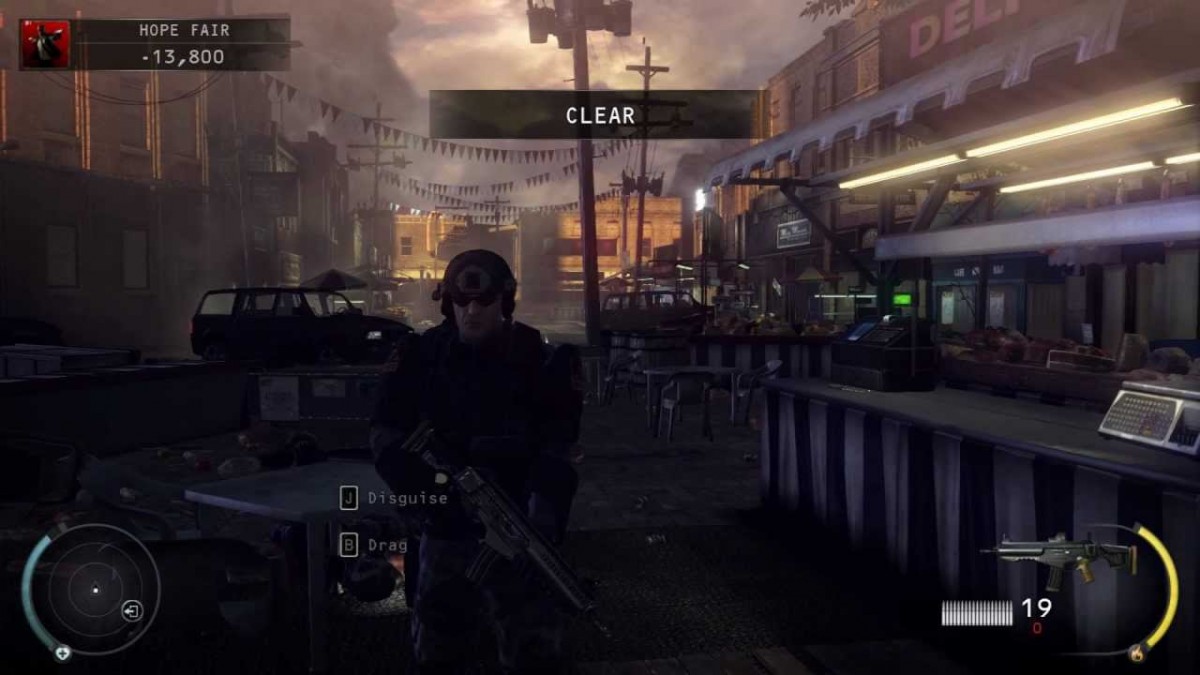 HOPE FAIR
-13,800
CLEAR
DELI
J Disguise
B Drag
19
0